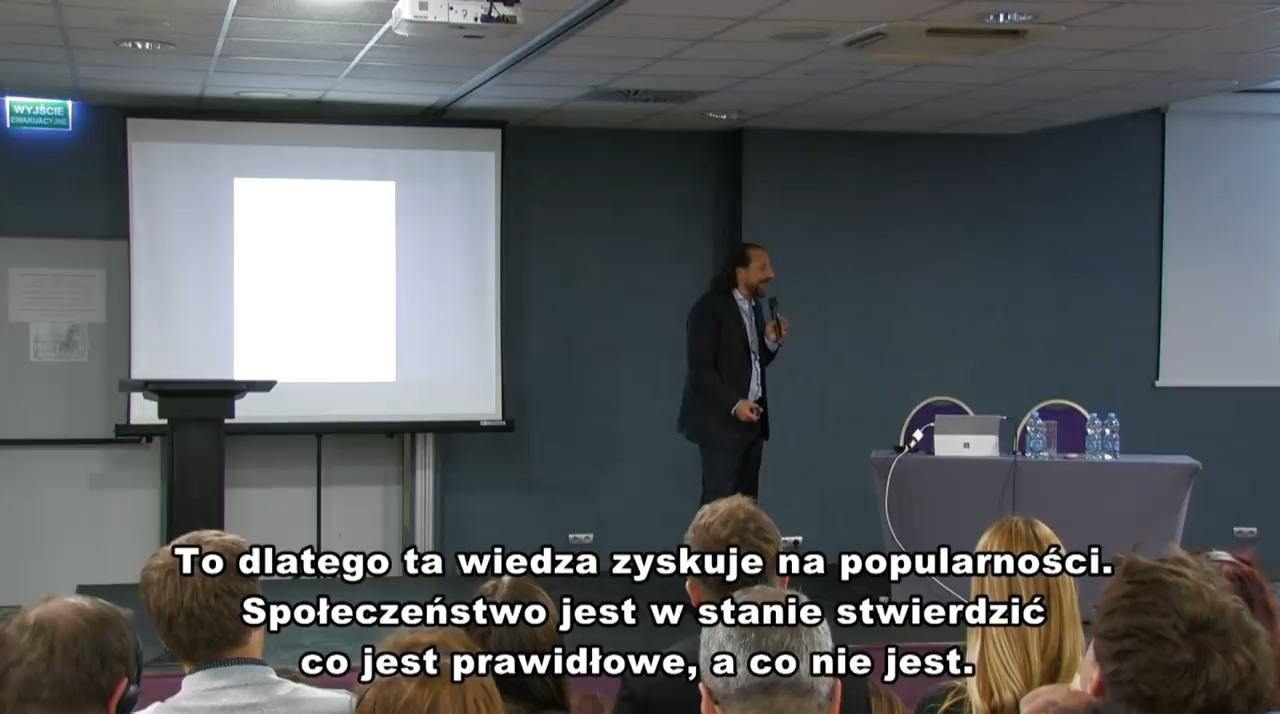 WYJŚCIE
EWAKUACYJNE
To dlatego ta wiedza zyskuje na popularności.
Społeczeństwo jest w stanie stwierdzić
co jest prawidłowe, a co nie jest.